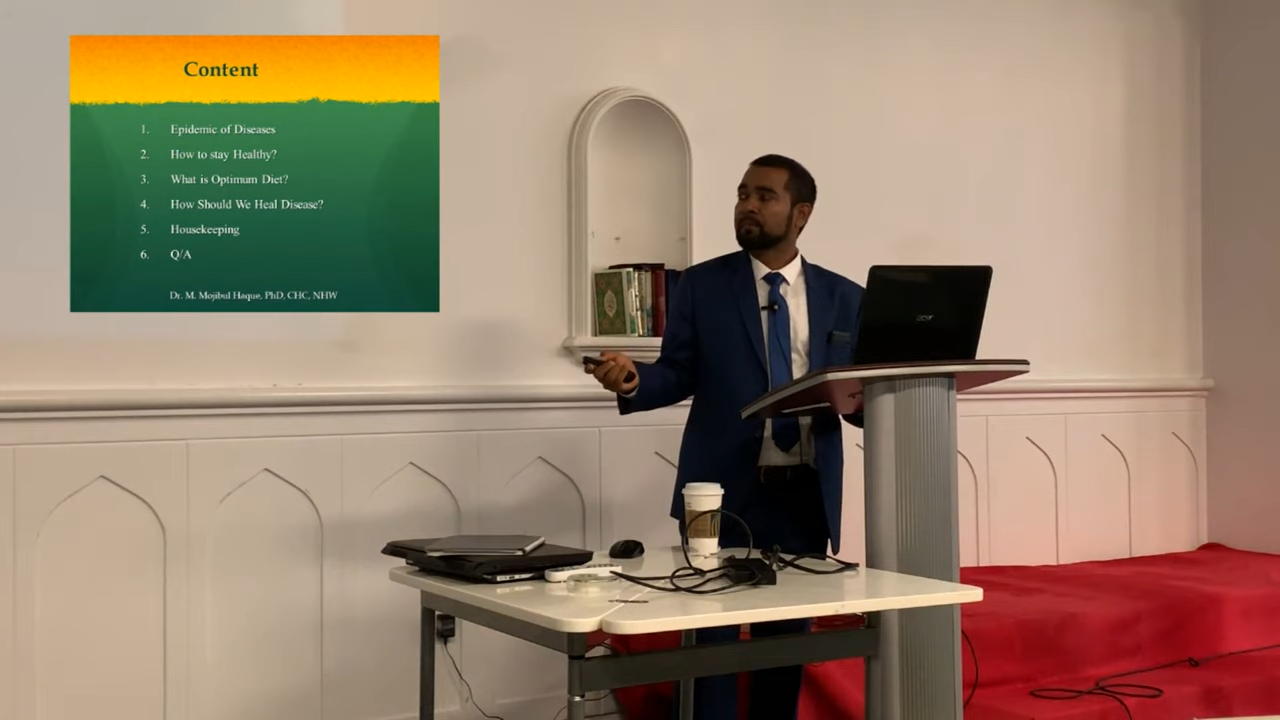 Content
1. Epidemic of Diseases
2. How to stay Healthy?
3. What is Optimum Diet?
4. How Should We Heal Disease?
5. Housekeeping
6. Q/A
Dr. M. Mojibul Haque, PhD, CHC, NHW
acer